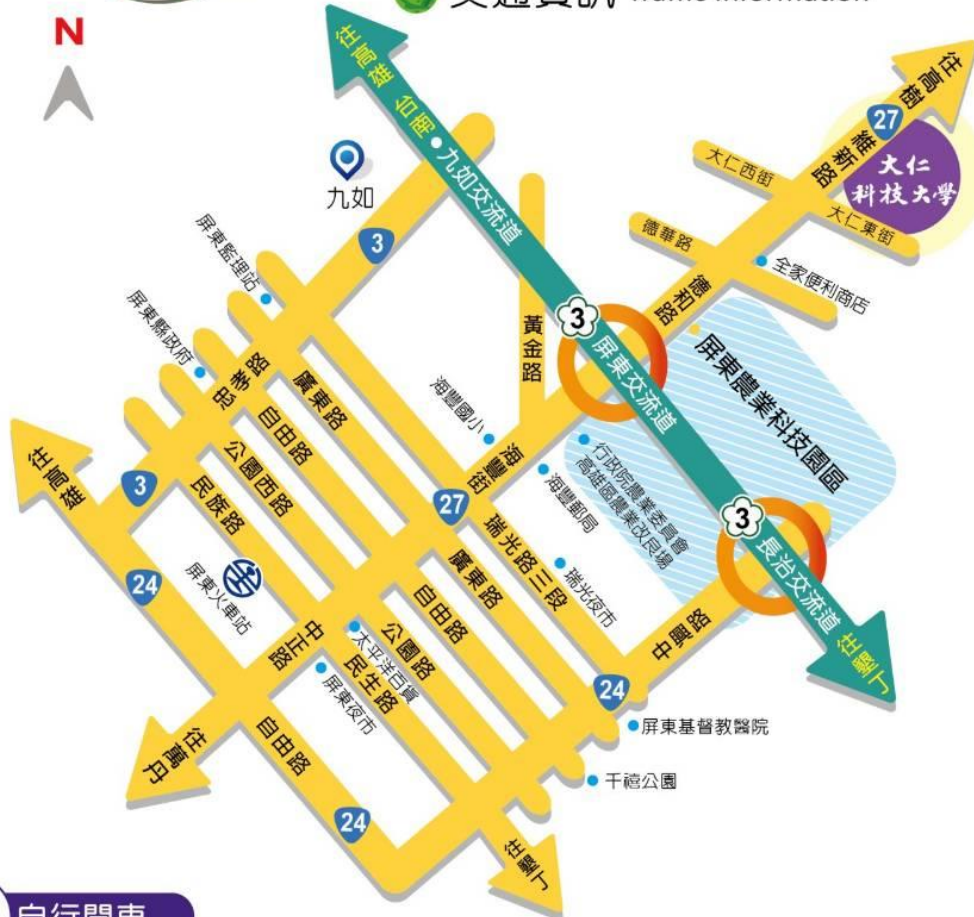 交通資訊 Traffic Information
N
往高雄 台南
往高樹
27
維新路
大仁
科技大學
大仁西街
大仁東街
九如交流道
九如
德華路
全家便利商店
屏東監理站
3
德和路
黃金路
3
屏東交流道
屏東縣政府
忠孝路
廣東路
屏東農業科技園區
海豐國小
自由路
公園西路
民族路
海豐街
行政院農業委員會
高雄區農業改良場
往高雄
3
27
海豐郵局
3
長治交流道
瑞光路三段
瑞光夜市
廣東路
自由路
24
屏東火車站
中正路
太平洋百貨
公園路
民生路
屏東夜市
中興路
往墾丁
24
屏東基督教醫院
往萬丹
自由路
千禧公園
24
往墾丁
自行開車